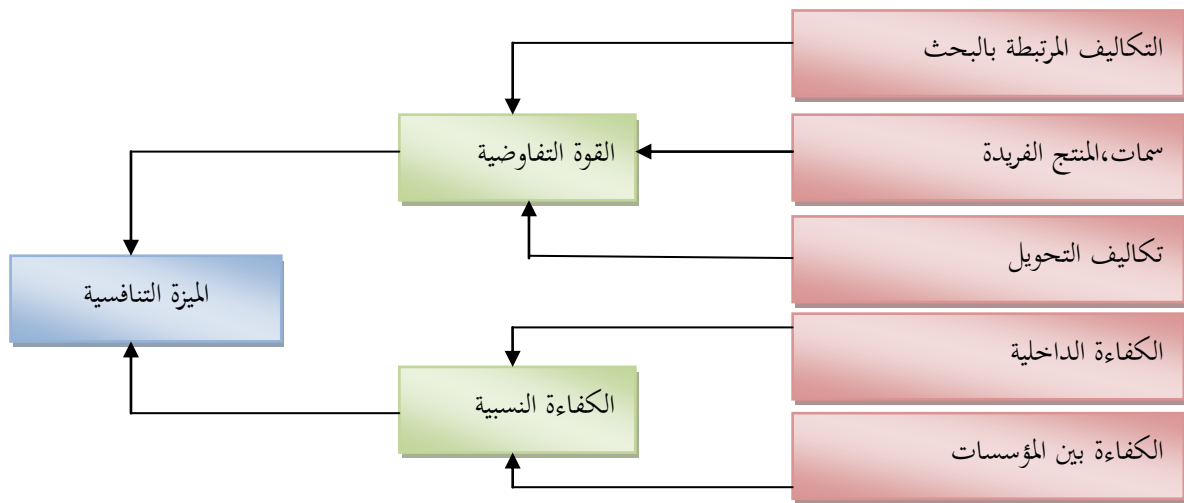 التكاليف المرتبطة بالبحث
القوة التفاوضية
سمات،المنتج الفريدة
تكاليف التحويل
الميزة التنافسية
الكفاءة الداخلية
الكفاءة النسبية
الكفاءة بين المؤسسات